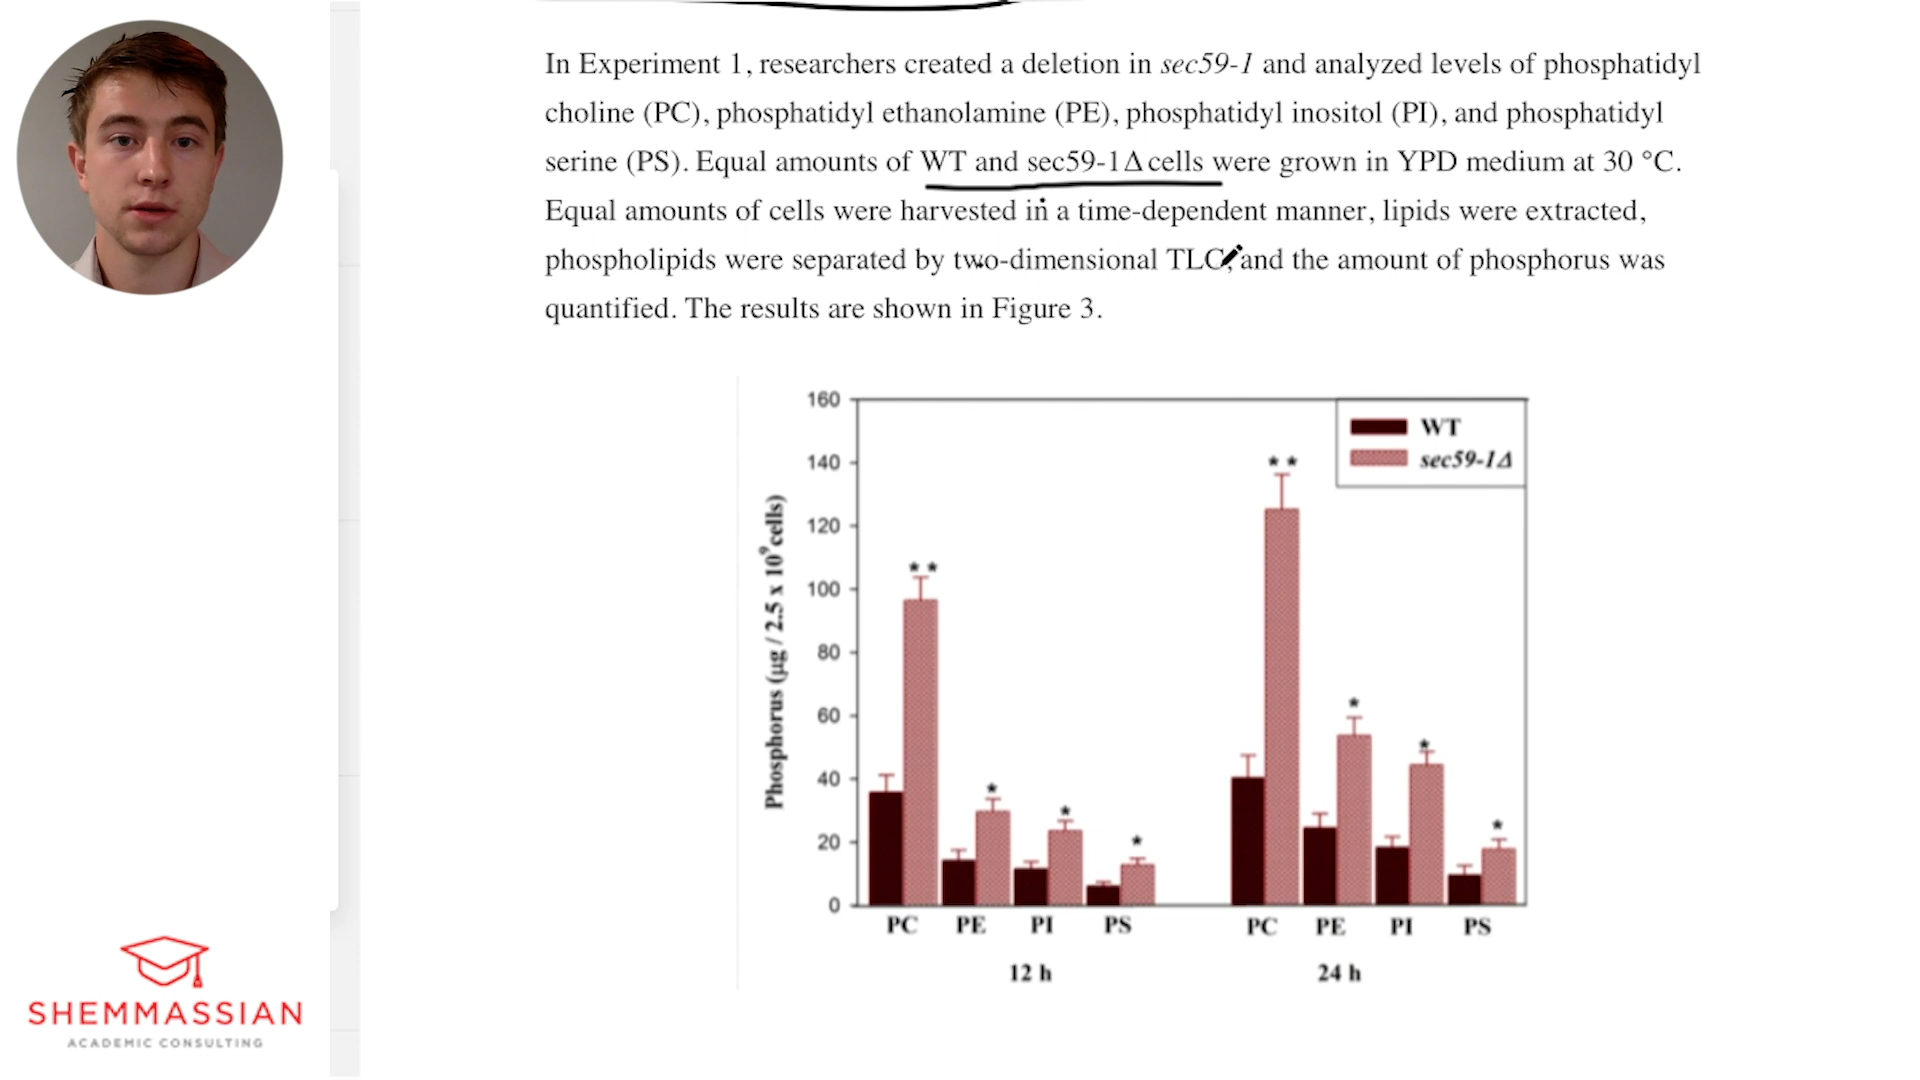 In Experiment 1, researchers created a deletion in sec59-1 and analyzed levels of phosphatidyl
choline (PC), phosphatidyl ethanolamine (PE), phosphatidyl inositol (PI), and phosphatidyl
serine (PS). Equal amounts of WT and sec59-1Δ cells were grown in YPD medium at 30 °C.
Equal amounts of cells were harvested in a time-dependent manner, lipids were extracted,
phospholipids were separated by two-dimensional TLC, and the amount of phosphorus was
quantified. The results are shown in Figure 3.
160
140
120
100
80
60
40
20
0
Phosphorus (µg / 2.5 x 10⁹ cells)
WT
sec59-1Δ
* *
*
*
*
* *
*
*
*
PC PE PI PS PC PE PI PS
12 h 24 h
SHEMMASSIAN
ACADEMIC CONSULTING